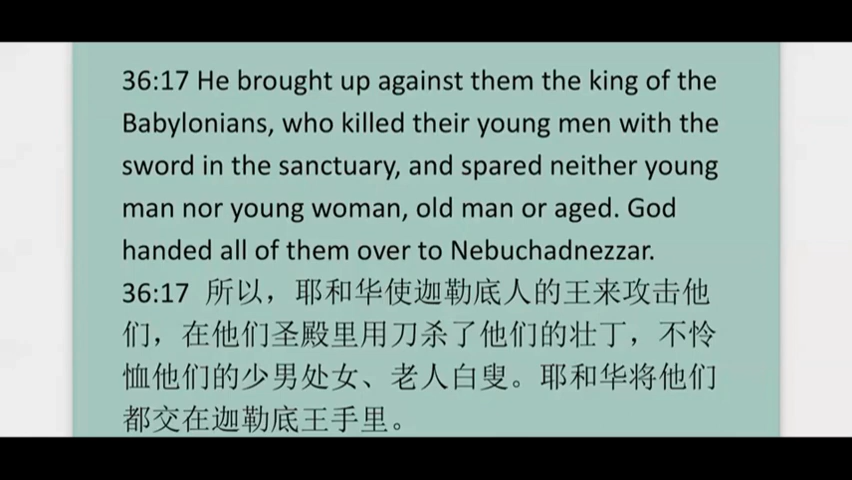 36:17 He brought up against them the king of the
Babylonians, who killed their young men with the
sword in the sanctuary, and spared neither young
man nor young woman, old man or aged. God
handed all of them over to Nebuchadnezzar.
36:17 所以，耶和华使迦勒底人的王来攻击他
们，在他们圣殿里用刀杀了他们的壮丁，不怜
恤他们的少男处女、老人白叟。耶和华将他们
都交在迦勒底王手里。